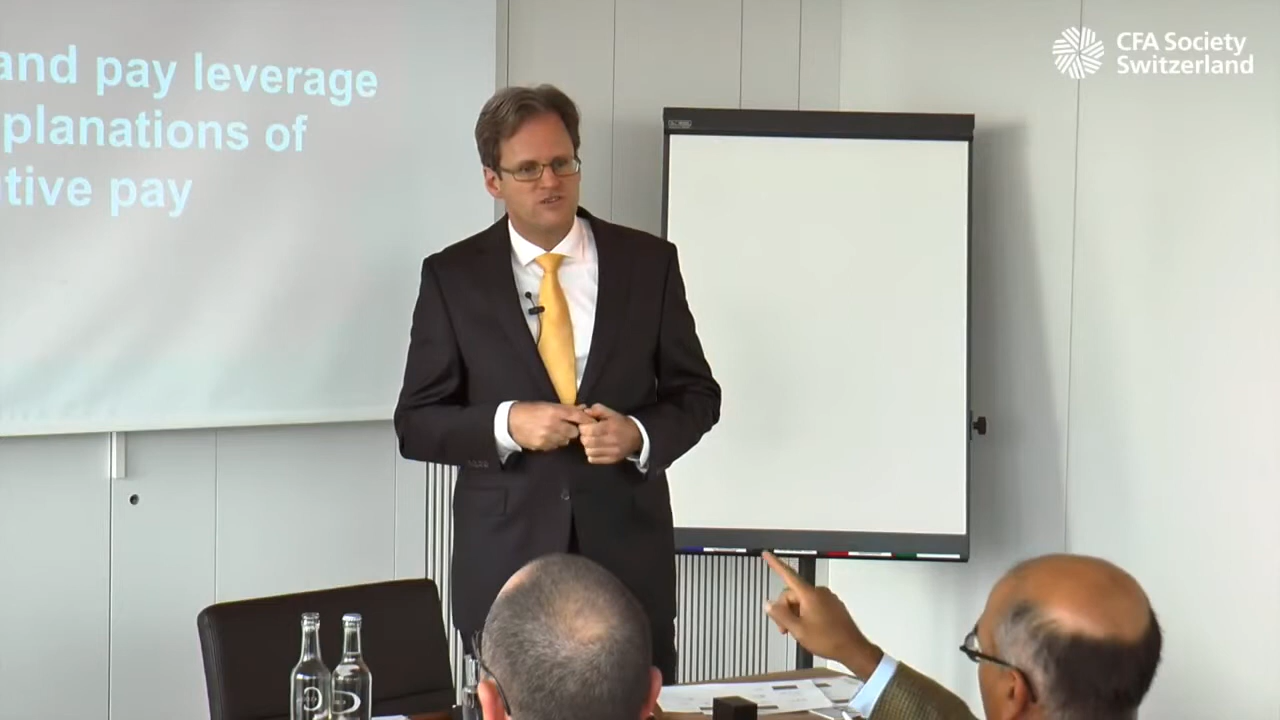 and pay leverage
planations of
tive pay
CFA Society
Switzerland